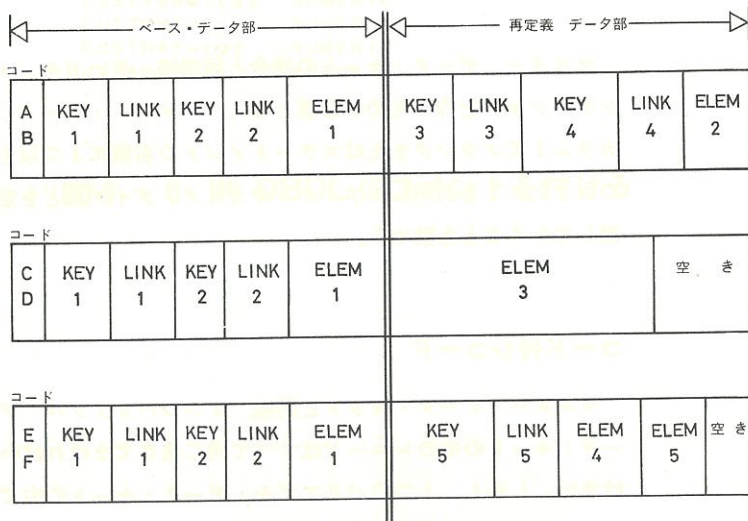 ベース・データ部 再定義 データ部
コード
A B KEY 1 LINK 1 KEY 2 LINK 2 ELEM 1 KEY 3 LINK 3 KEY 4 LINK 4 ELEM 2
コード
C D KEY 1 LINK 1 KEY 2 LINK 2 ELEM 1 ELEM 3 空き
コード
E F KEY 1 LINK 1 KEY 2 LINK 2 ELEM 1 KEY 5 LINK 5 ELEM 4 ELEM 5 空き